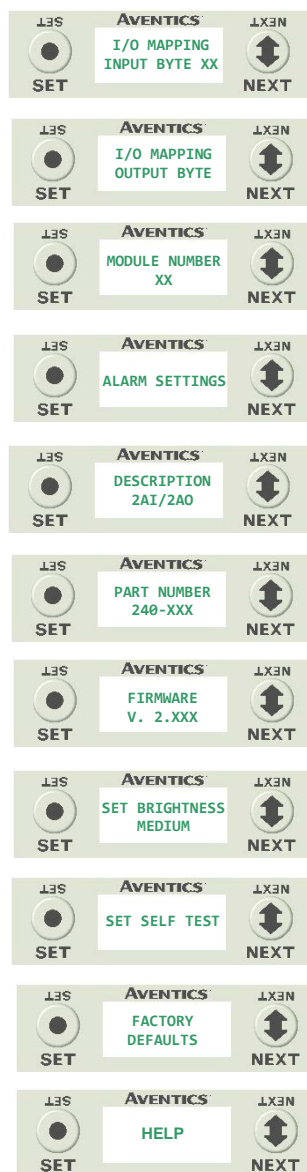 SET AVENTICS NEXT
I/O MAPPING
INPUT BYTE XX
SET NEXT
SET AVENTICS NEXT
I/O MAPPING
OUTPUT BYTE
SET NEXT
SET AVENTICS NEXT
MODULE NUMBER
XX
SET NEXT
SET AVENTICS NEXT
ALARM SETTINGS
SET NEXT
SET AVENTICS NEXT
DESCRIPTION
2AI/2AO
SET NEXT
SET AVENTICS NEXT
PART NUMBER
240-XXX
SET NEXT
SET AVENTICS NEXT
FIRMWARE
V. 2.XXX
SET NEXT
SET AVENTICS NEXT
SET BRIGHTNESS
MEDIUM
SET NEXT
SET AVENTICS NEXT
SET SELF TEST
SET NEXT
SET AVENTICS NEXT
FACTORY
DEFAULTS
SET NEXT
SET AVENTICS NEXT
HELP
SET NEXT